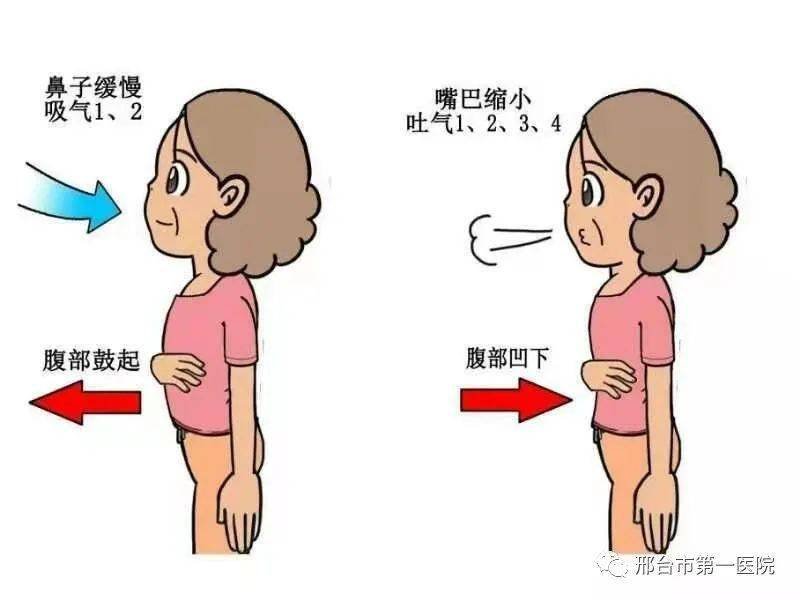 鼻子缓慢
吸气1、2
腹部鼓起
嘴巴缩小
吐气1、2、3、4
腹部凹下
邢台市第一医院